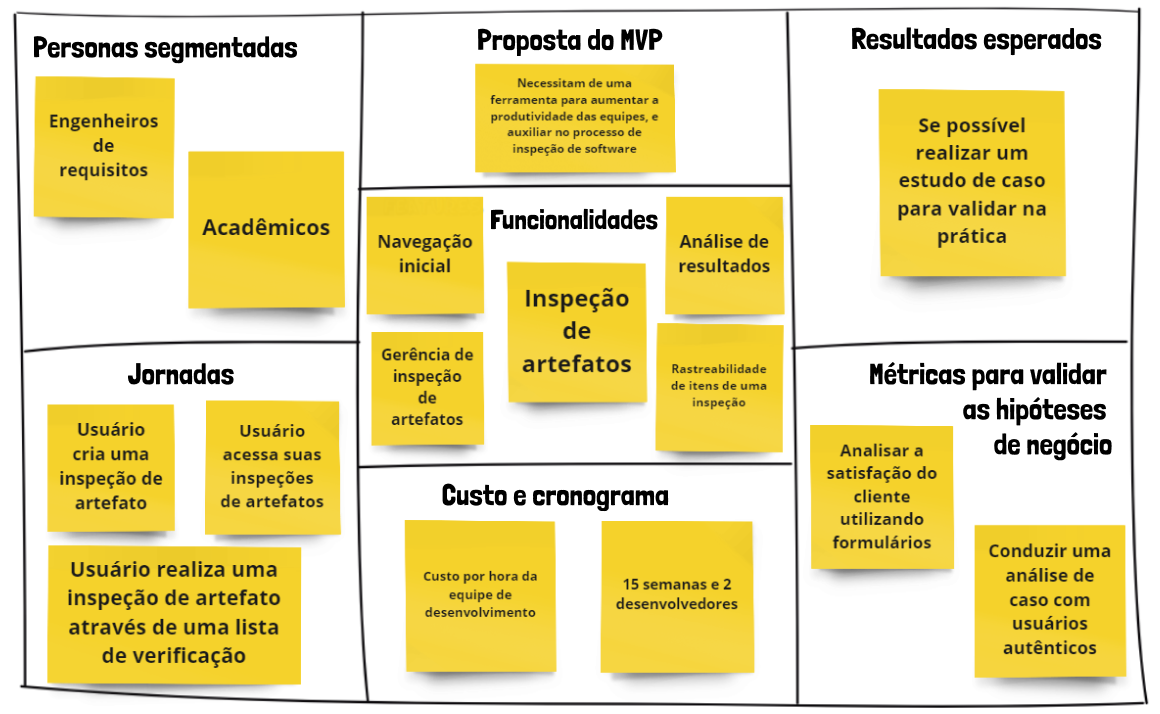 Personas segmentadas
Engenheiros
de
requisitos
Acadêmicos
Proposta do MVP
Necessitam de uma
ferramenta para aumentar a
produtividade das equipes, e
auxiliar no processo de
inspeção de software
Resultados esperados
Se possível
realizar um
estudo de caso
para validar na
prática
Funcionalidades
Navegação
inicial
Inspeção
de
artefatos
Análise de
resultados
Gerência de
inspeção
de
artefatos
Rastreabilidade
de itens de uma
inspeção
Jornadas
Usuário
cria uma
inspeção de
artefato
Usuário
acessa suas
inspeções
de artefatos
Usuário realiza uma
inspeção de artefato
através de uma lista
de verificação
Custo e cronograma
Custo por hora da
equipe de
desenvolvimento
15 semanas e 2
desenvolvedores
Métricas para validar
as hipóteses
de negócio
Analisar a
satisfação do
cliente
utilizando
formulários
Conduzir uma
análise de
caso com
usuários
autênticos